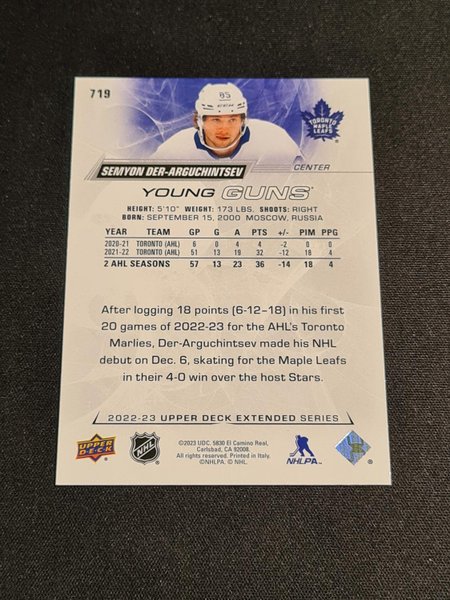 719
85
CCM
TORONTO
MAPLE
LEAFS
SEMYON DER-ARGUCHINTSEV
CENTER
YOUNG GUNS
HEIGHT: 5'10" WEIGHT: 173 LBS. SHOOTS: RIGHT
BORN: SEPTEMBER 15, 2000 MOSCOW, RUSSIA
YEAR TEAM GP G A PTS +/- PIM PPG
2020-21 TORONTO (AHL) 6 0 4 4 -2 0 0
2021-22 TORONTO (AHL) 51 13 19 32 -12 18 4
2 AHL SEASONS 57 13 23 36 -14 18 4
After logging 18 points (6-12–18) in his first
20 games of 2022-23 for the AHL's Toronto
Marlies, Der-Arguchintsev made his NHL
debut on Dec. 6, skating for the Maple Leafs
in their 4-0 win over the host Stars.
2022-23 UPPER DECK EXTENDED SERIES
UPPER
DECK
NHL
©2023 UDC. 5830 El Camino Real,
Carlsbad, CA 92008.
All rights reserved. Printed in Italy.
©NHLPA. © NHL.
NHLPA